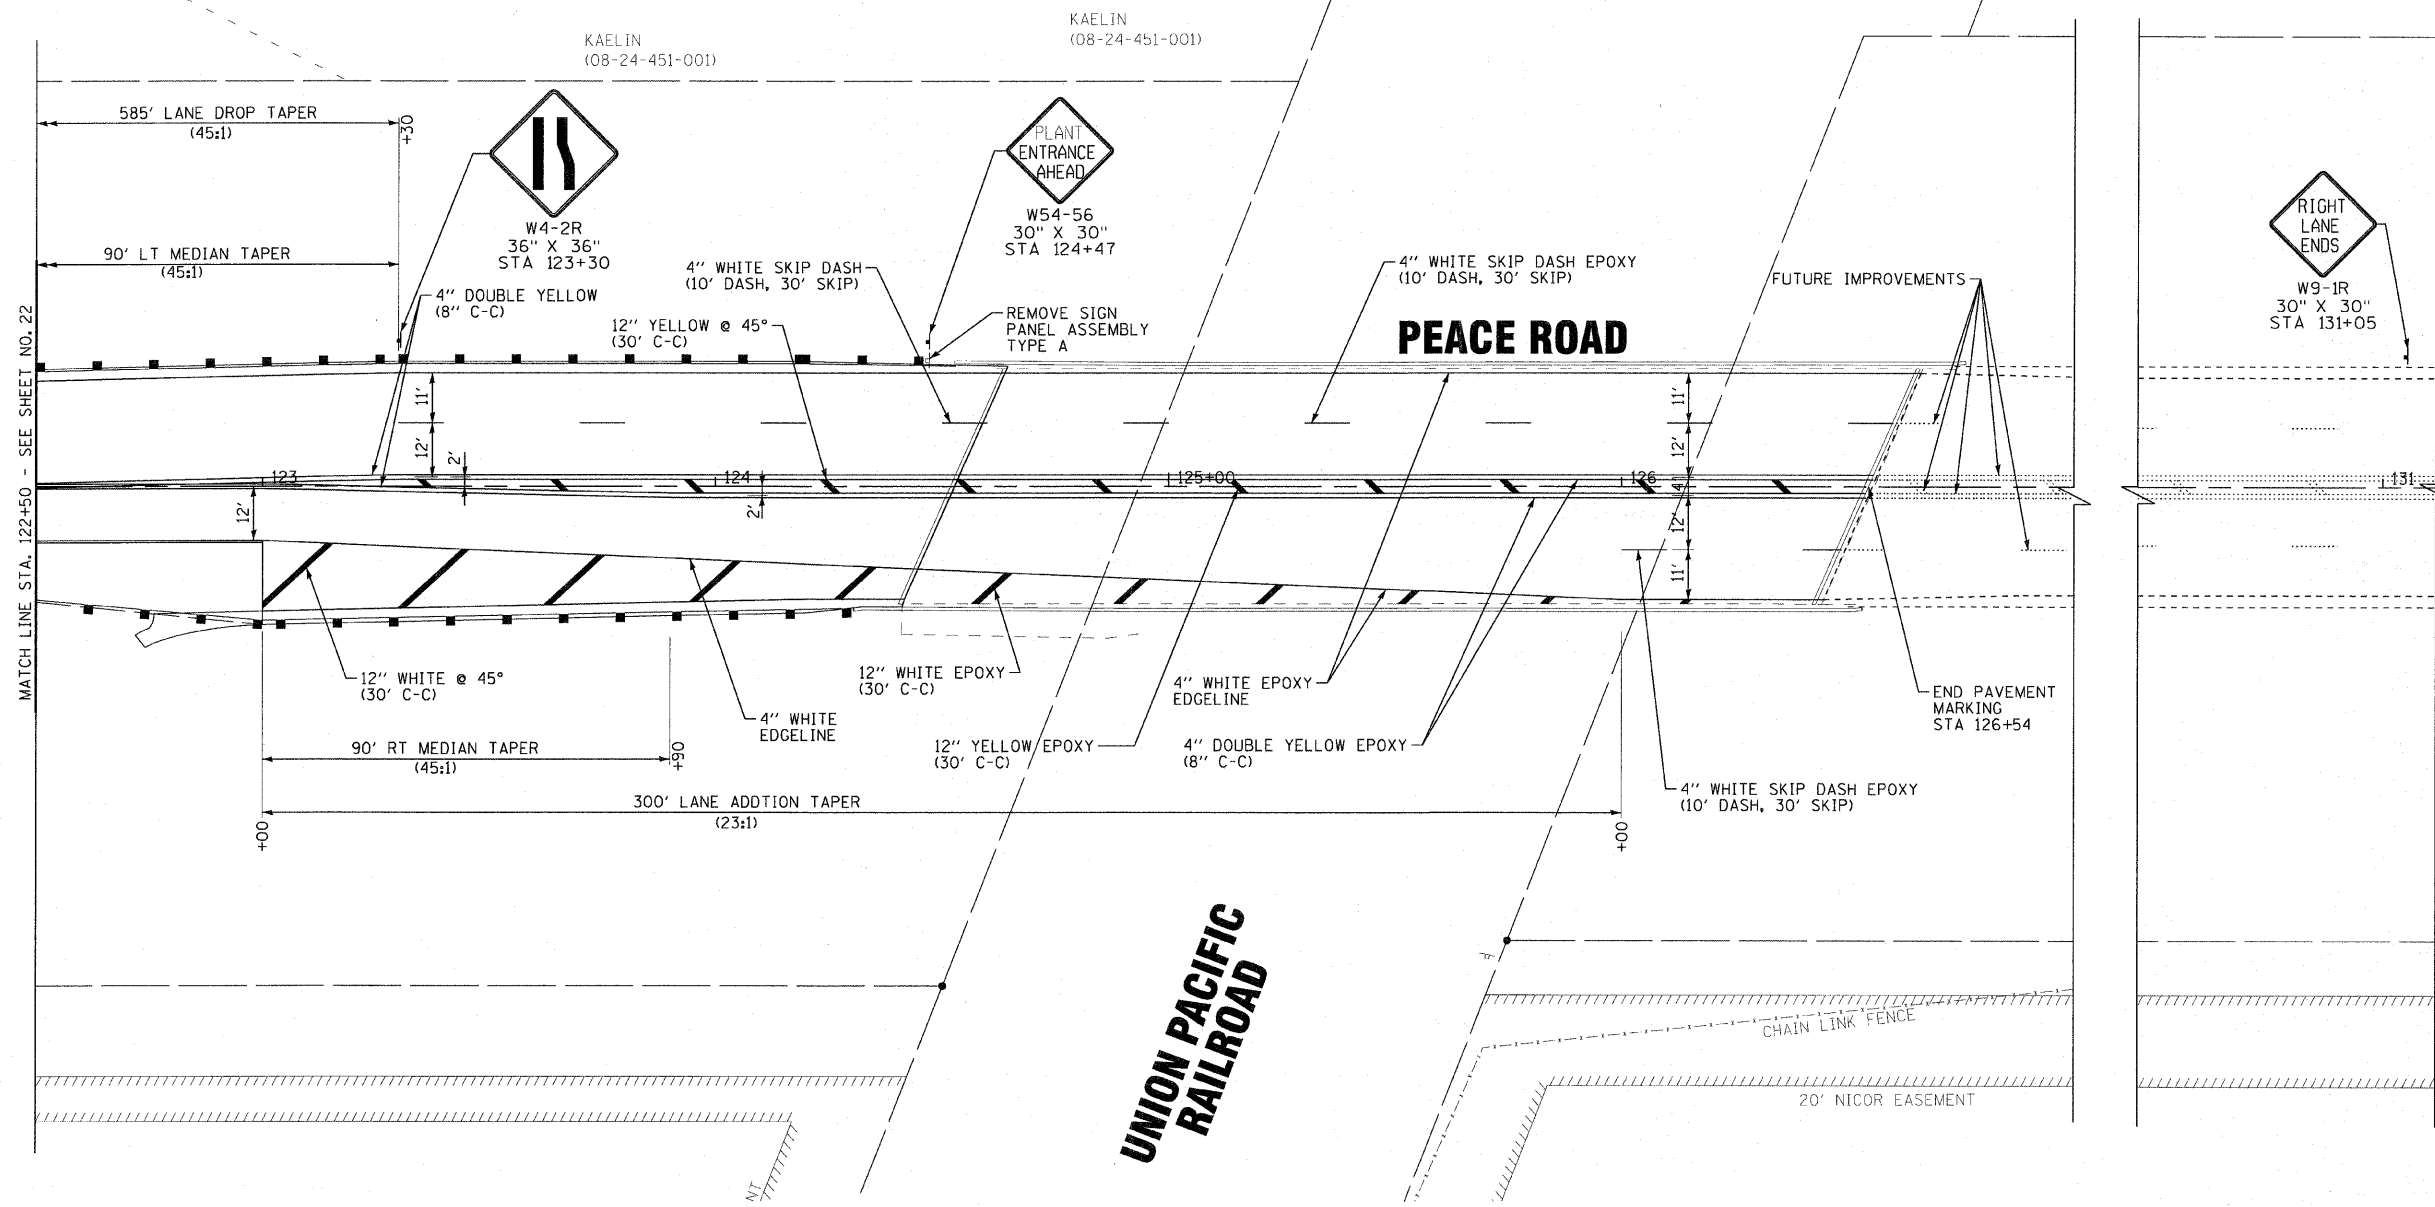 KAELIN
(08-24-451-001)
KAELIN
(08-24-451-001)
585' LANE DROP TAPER
(45:1)
+30
W4-2R
36" X 36"
STA 123+30
PLANT
ENTRANCE
AHEAD
W54-56
30" X 30"
STA 124+47
RIGHT
LANE
ENDS
W9-1R
30" X 30"
STA 131+05
90' LT MEDIAN TAPER
(45:1)
4" DOUBLE YELLOW
(8" C-C)
4" WHITE SKIP DASH
(10' DASH, 30' SKIP)
12" YELLOW @ 45°
(30' C-C)
REMOVE SIGN
PANEL ASSEMBLY
TYPE A
4" WHITE SKIP DASH EPOXY
(10' DASH, 30' SKIP)
FUTURE IMPROVEMENTS
PEACE ROAD
MATCH LINE STA. 122+50 - SEE SHEET NO. 22
11'
12'
2'
11'
12'
123
124
125+00
126
131
4'
12'
2'
12'
11'
12" WHITE @ 45°
(30' C-C)
4" WHITE
EDGELINE
12" WHITE EPOXY
(30' C-C)
4" WHITE EPOXY
EDGELINE
END PAVEMENT
MARKING
STA 126+54
90' RT MEDIAN TAPER
(45:1)
+90
12" YELLOW EPOXY
(30' C-C)
4" DOUBLE YELLOW EPOXY
(8" C-C)
4" WHITE SKIP DASH EPOXY
(10' DASH, 30' SKIP)
300' LANE ADDTION TAPER
(23:1)
+00
+00
UNION PACIFIC
RAILROAD
CHAIN LINK FENCE
20' NICOR EASEMENT
NT